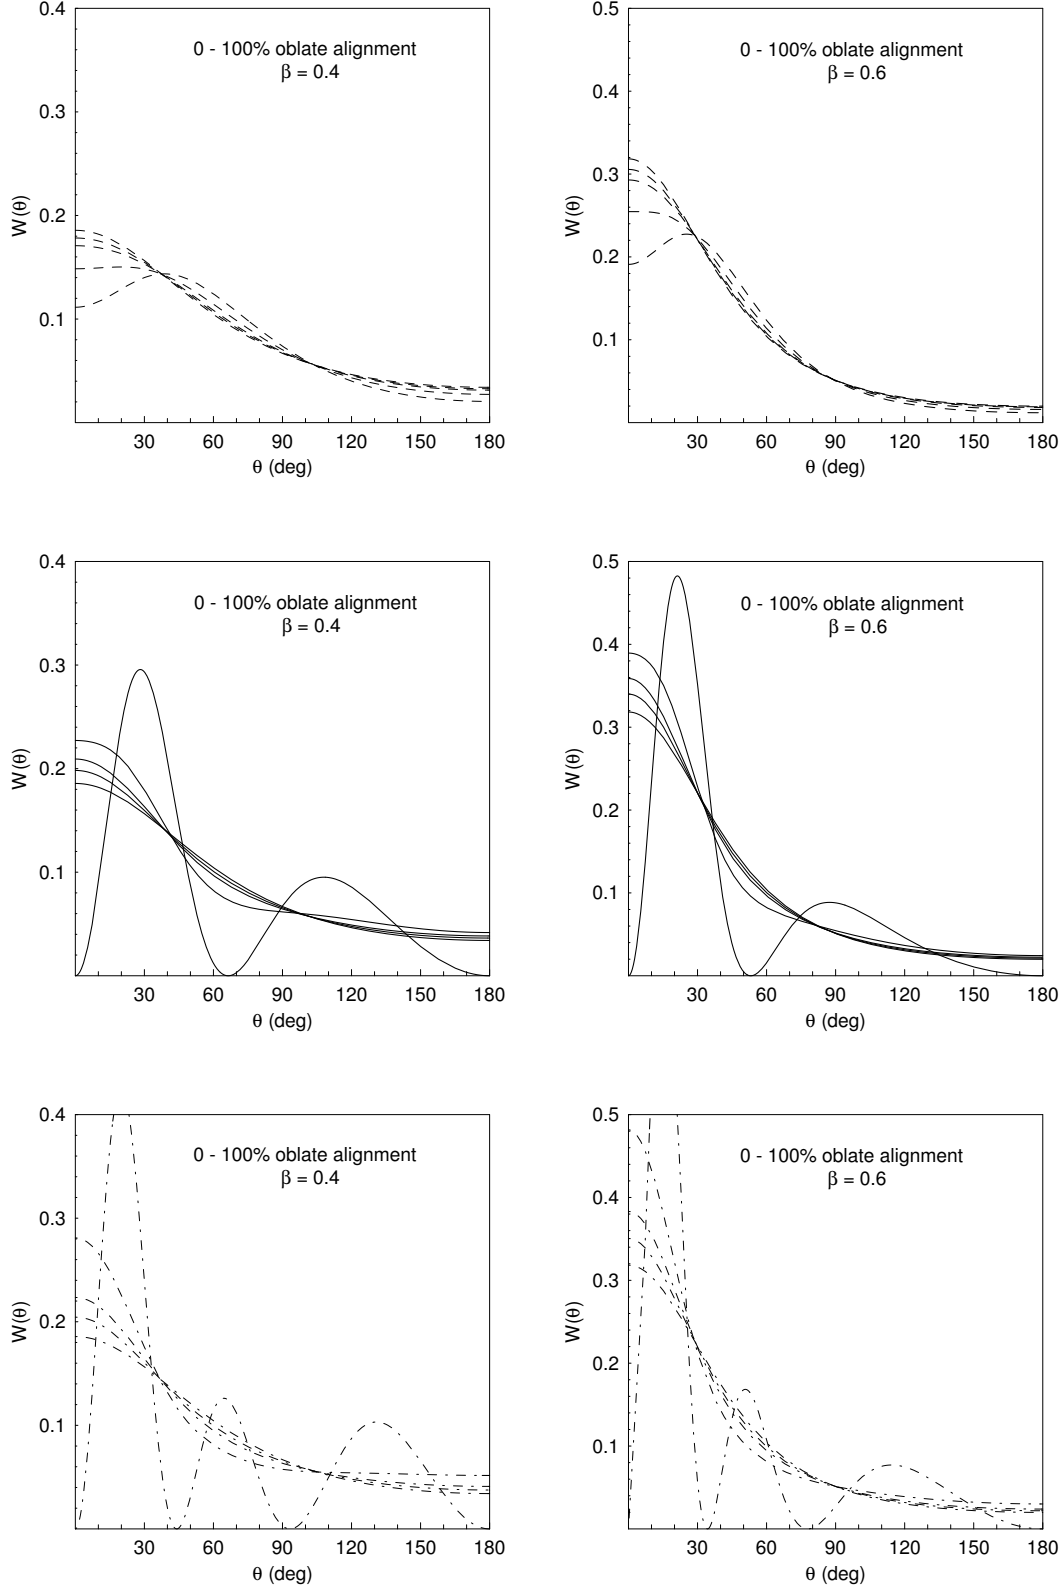 0.4
0.3
0.2
0.1
W(θ)
0 - 100% oblate alignment
β = 0.4
30 60 90 120 150 180
θ (deg)
0.5
0.4
0.3
0.2
0.1
W(θ)
0 - 100% oblate alignment
β = 0.6
30 60 90 120 150 180
θ (deg)
0.4
0.3
0.2
0.1
W(θ)
0 - 100% oblate alignment
β = 0.4
30 60 90 120 150 180
θ (deg)
0.5
0.4
0.3
0.2
0.1
W(θ)
0 - 100% oblate alignment
β = 0.6
30 60 90 120 150 180
θ (deg)
0.4
0.3
0.2
0.1
W(θ)
0 - 100% oblate alignment
β = 0.4
30 60 90 120 150 180
θ (deg)
0.5
0.4
0.3
0.2
0.1
W(θ)
0 - 100% oblate alignment
β = 0.6
30 60 90 120 150 180
θ (deg)